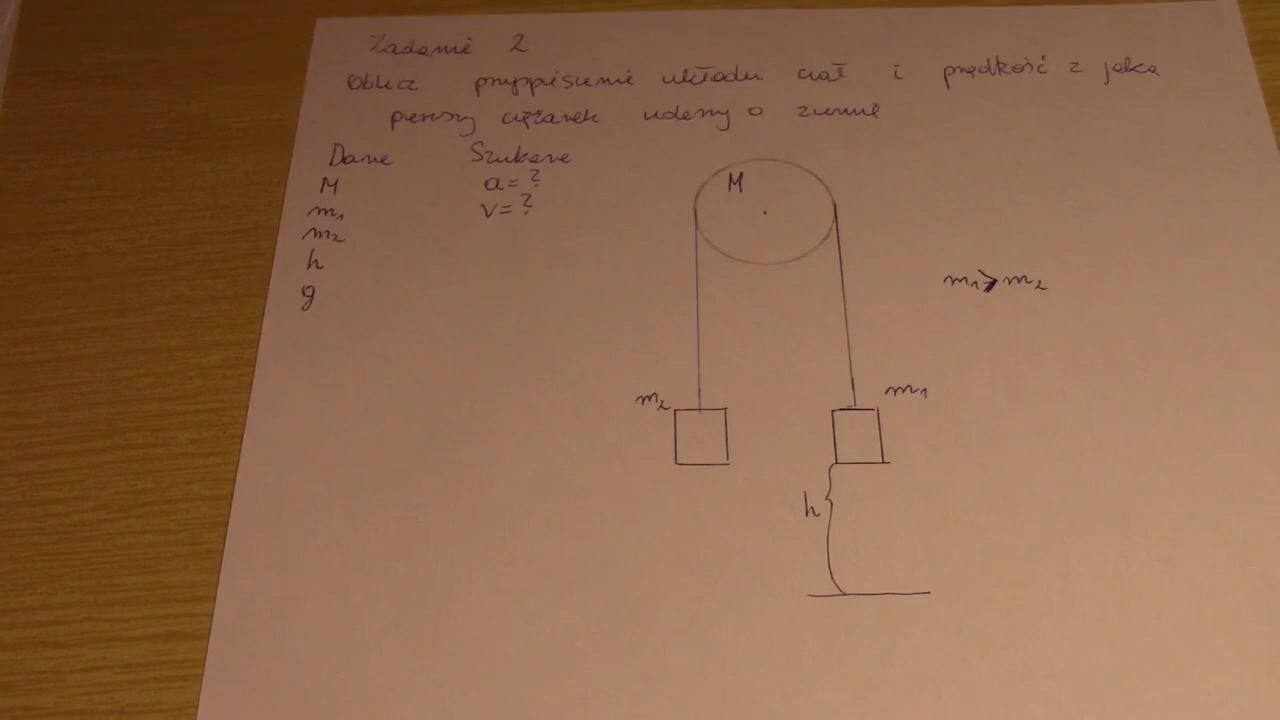 Zadanie 2
Oblicz przyspieszenie układu ciał i prędkość z jaką
pierwszy ciężarek uderzy o ziemię
Dane Szukane
M a = ?
m₁ v = ?
m₂
h
g
M
m₁ > m₂
m₂
m₁
h